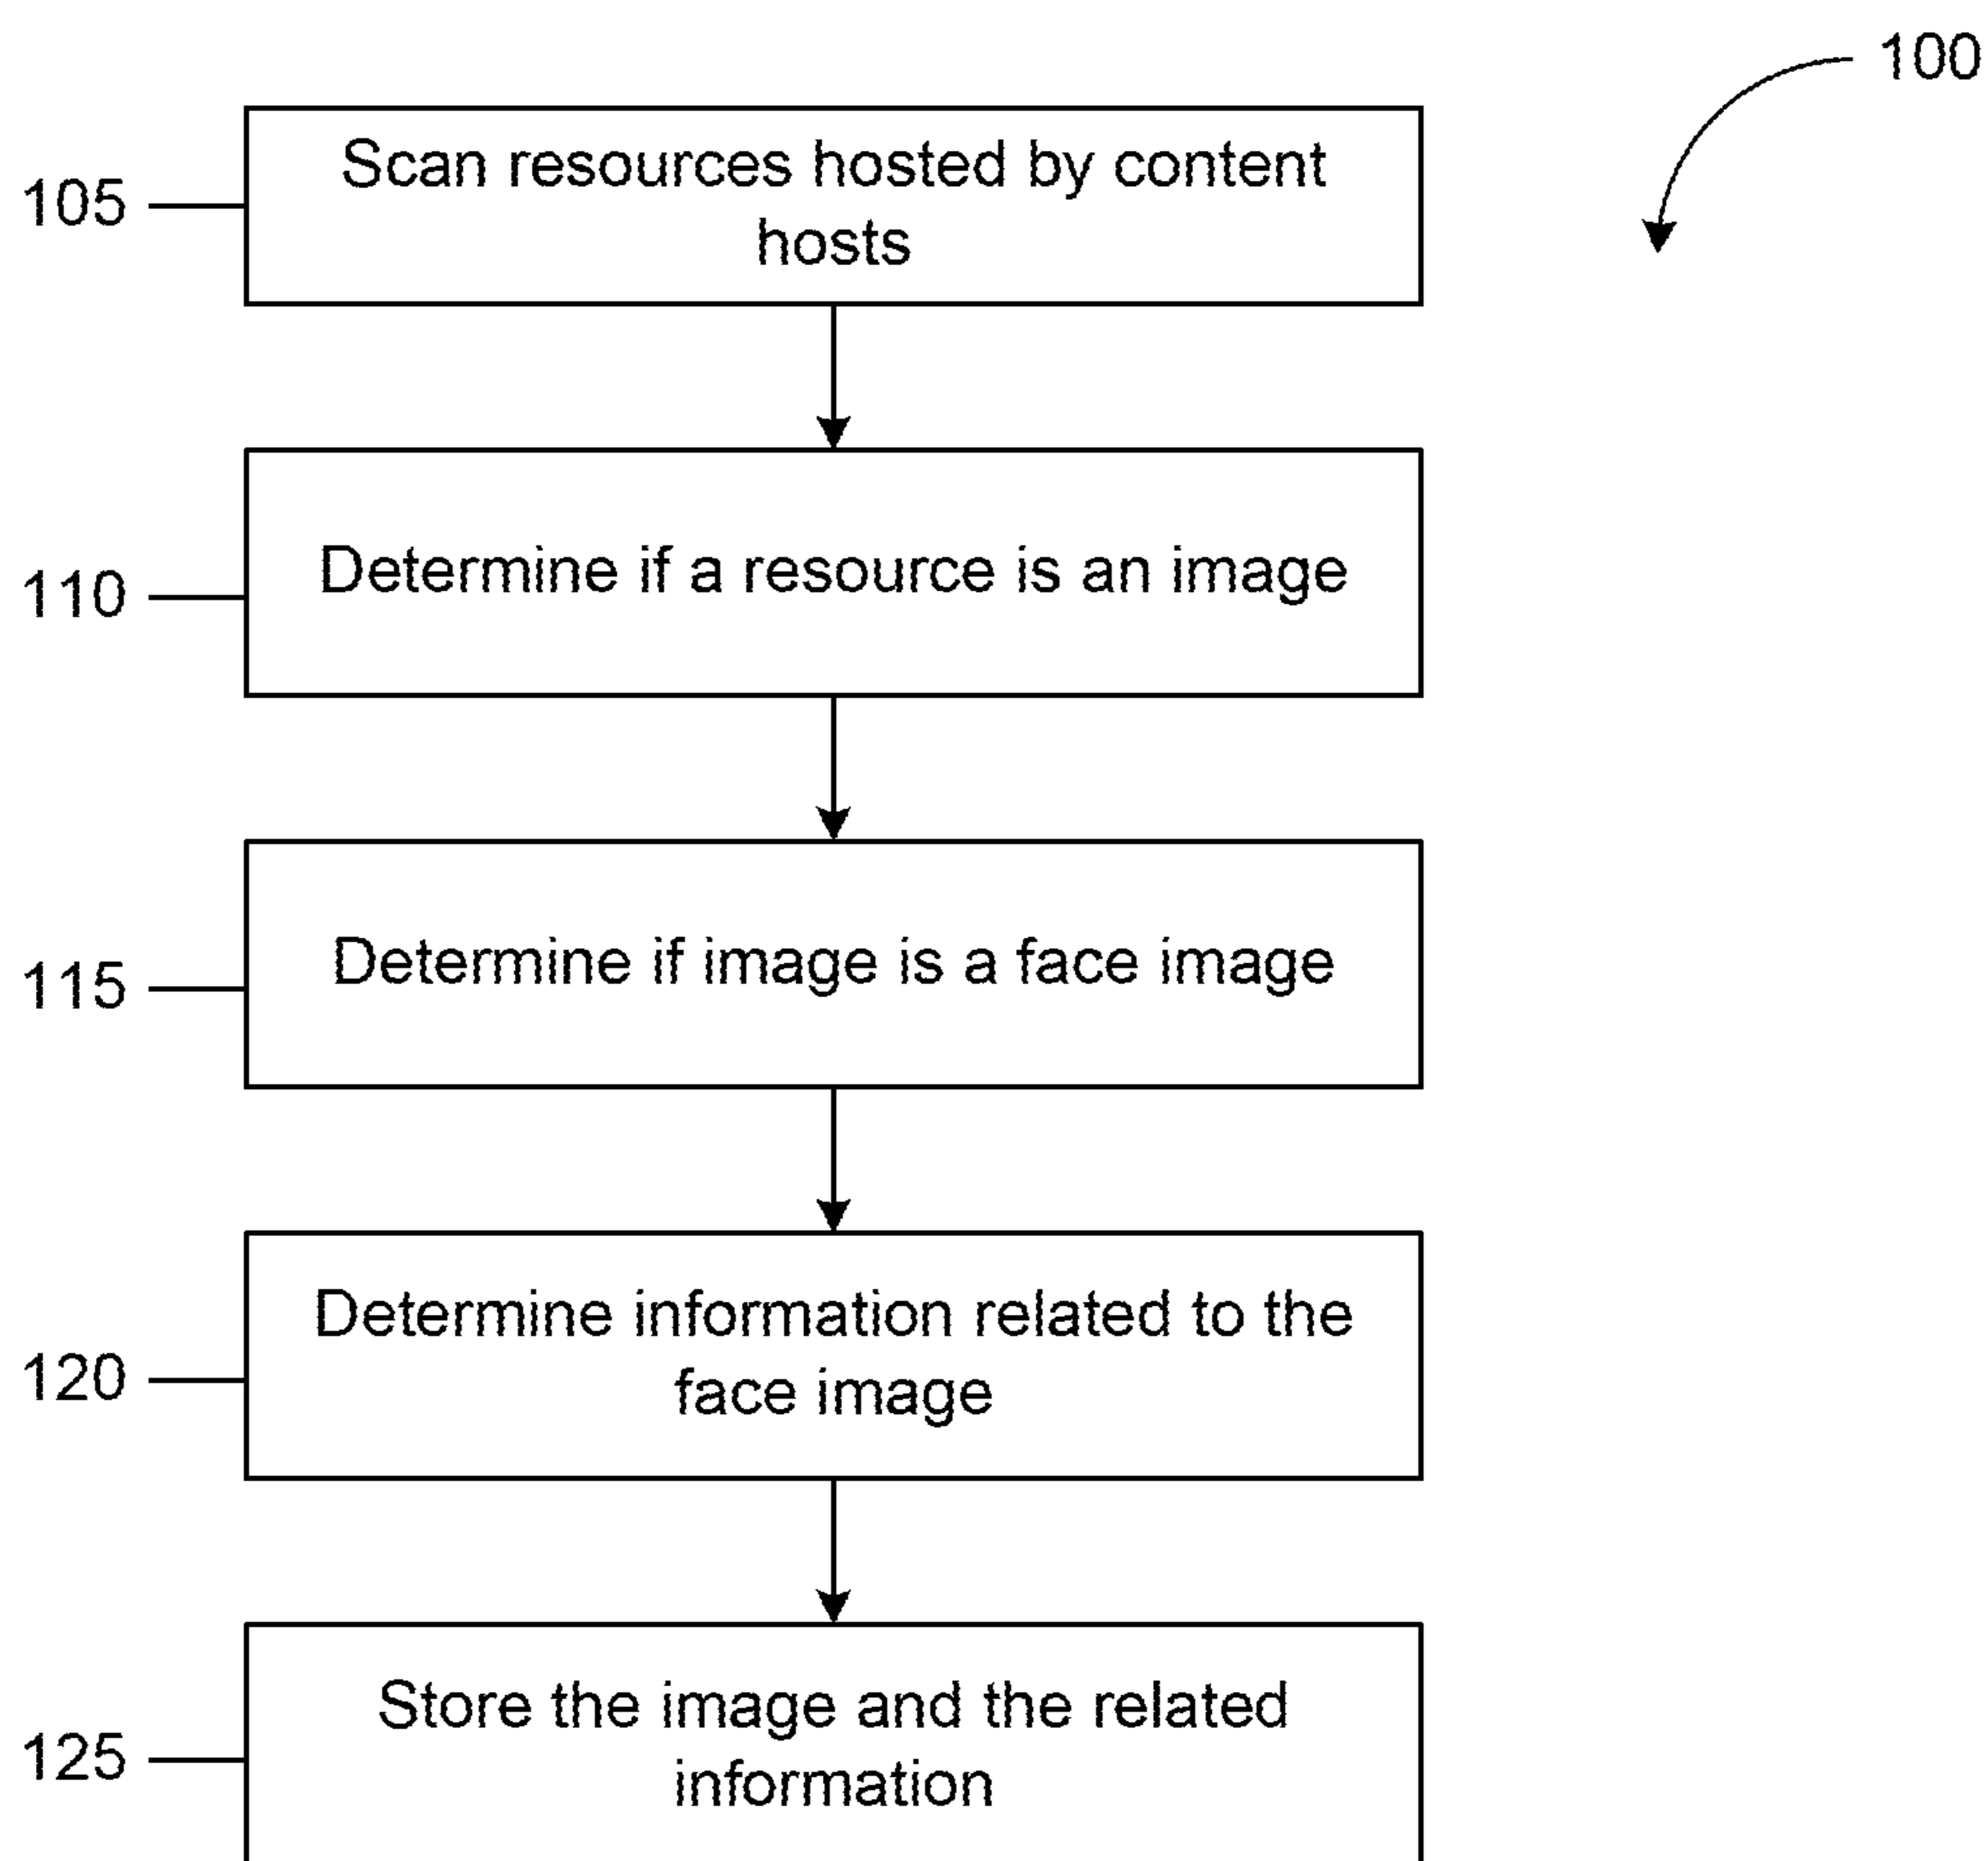 100
105
Scan resources hosted by content
hosts
110
Determine if a resource is an image
115
Determine if image is a face image
120
Determine information related to the
face image
125
Store the image and the related
information